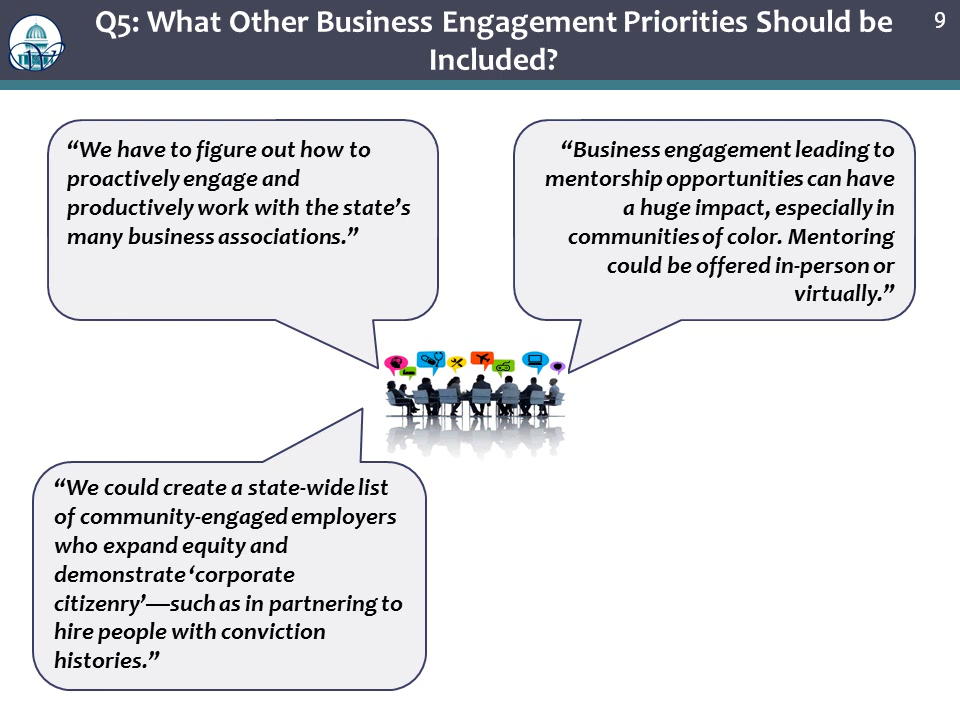 Q5: What Other Business Engagement Priorities Should be
Included?
9
“We have to figure out how to
proactively engage and
productively work with the state’s
many business associations.”
“Business engagement leading to
mentorship opportunities can have
a huge impact, especially in
communities of color. Mentoring
could be offered in-person or
virtually.”
“We could create a state-wide list
of community-engaged employers
who expand equity and
demonstrate ‘corporate
citizenry’—such as in partnering to
hire people with conviction
histories.”